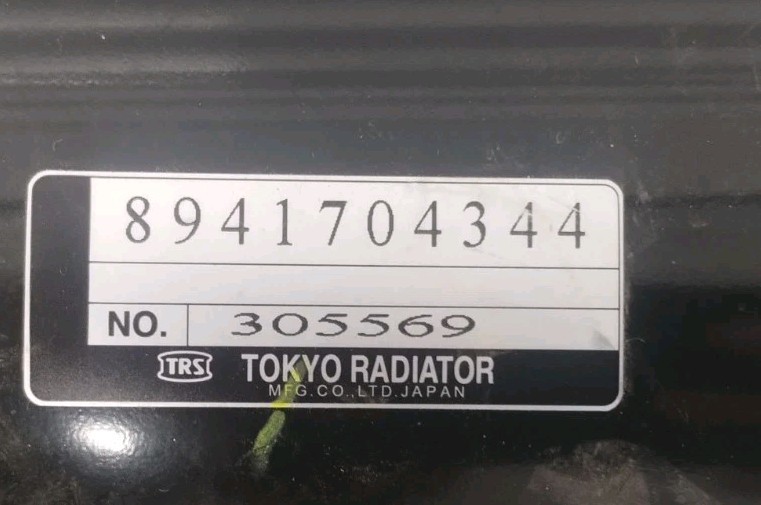 8941704344
NO. 305569
TRS TOKYO RADIATOR
MFG.CO.,LTD.JAPAN